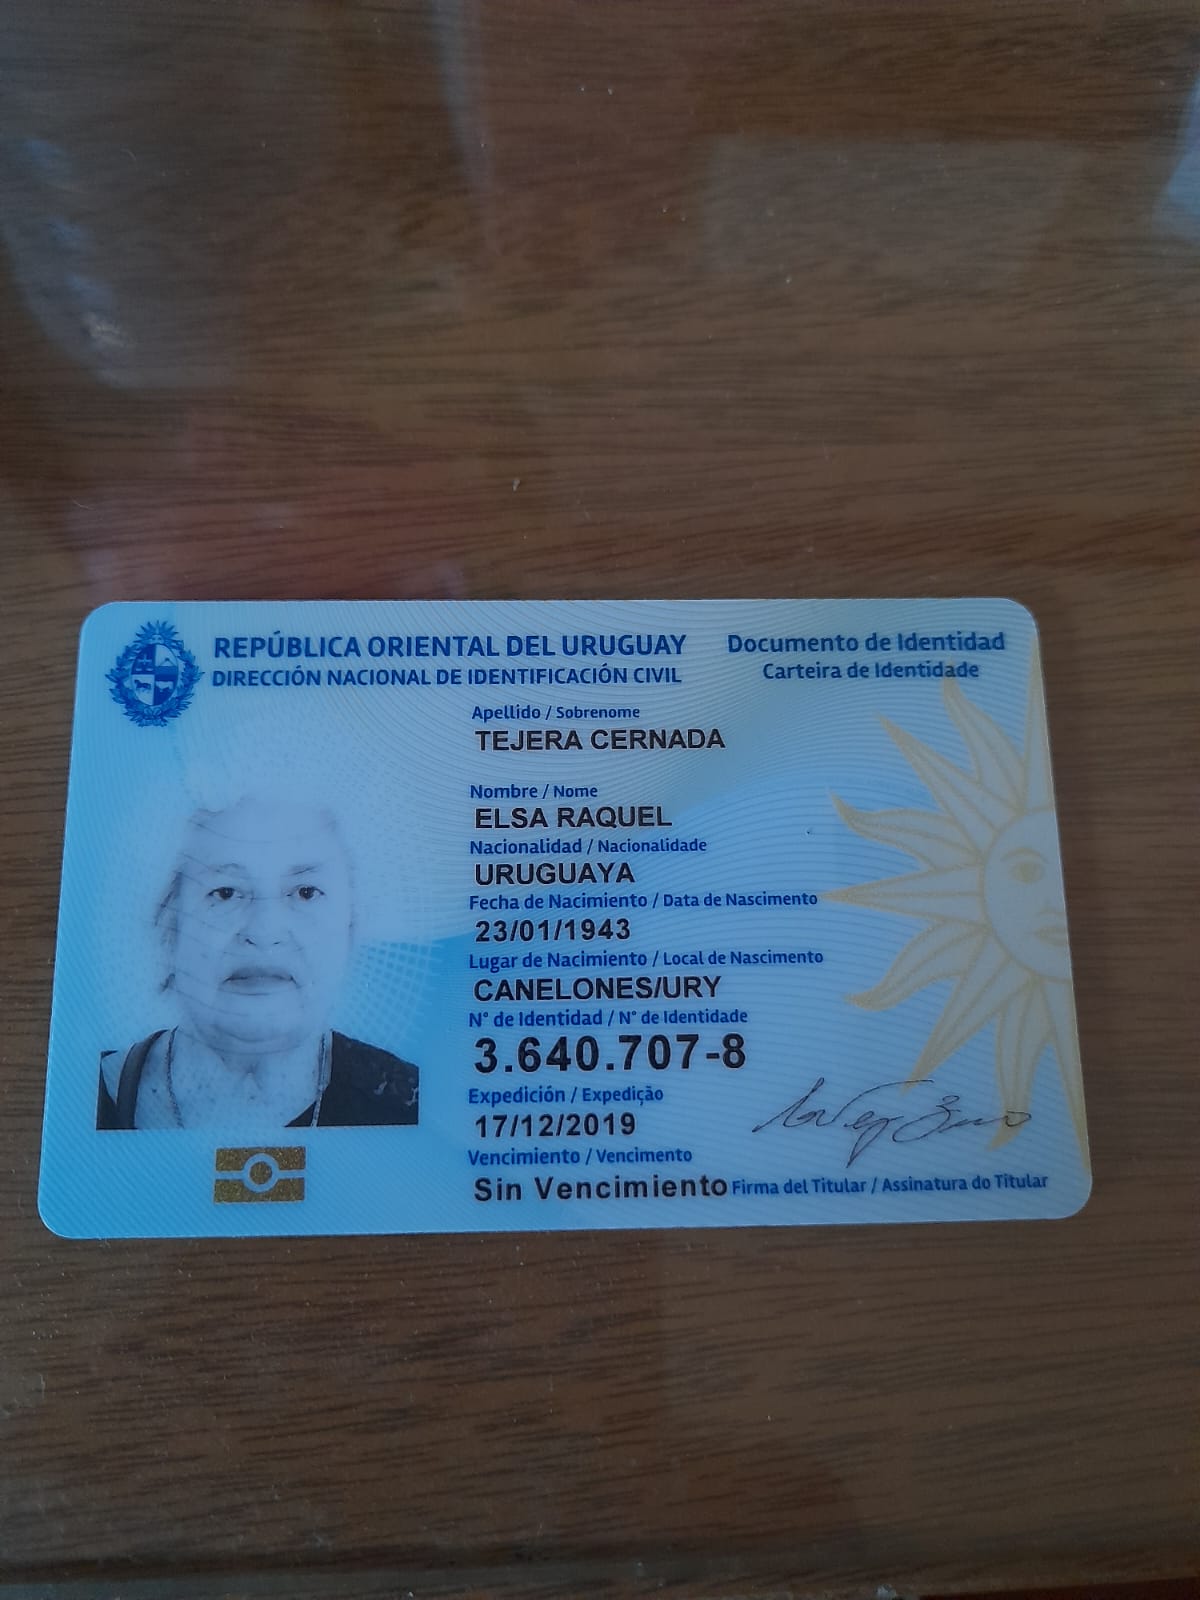 REPÚBLICA ORIENTAL DEL URUGUAY
DIRECCIÓN NACIONAL DE IDENTIFICACIÓN CIVIL
Documento de Identidad
Carteira de Identidade
Apellido / Sobrenome
TEJERA CERNADA
Nombre / Nome
ELSA RAQUEL
Nacionalidad / Nacionalidade
URUGUAYA
Fecha de Nacimiento / Data de Nascimento
23/01/1943
Lugar de Nacimiento / Local de Nascimento
CANELONES/URY
N° de Identidad / N° de Identidade
3.640.707-8
Expedición / Expedição
17/12/2019
Vencimiento / Vencimento
Sin Vencimiento
Firma del Titular / Assinatura do Titular